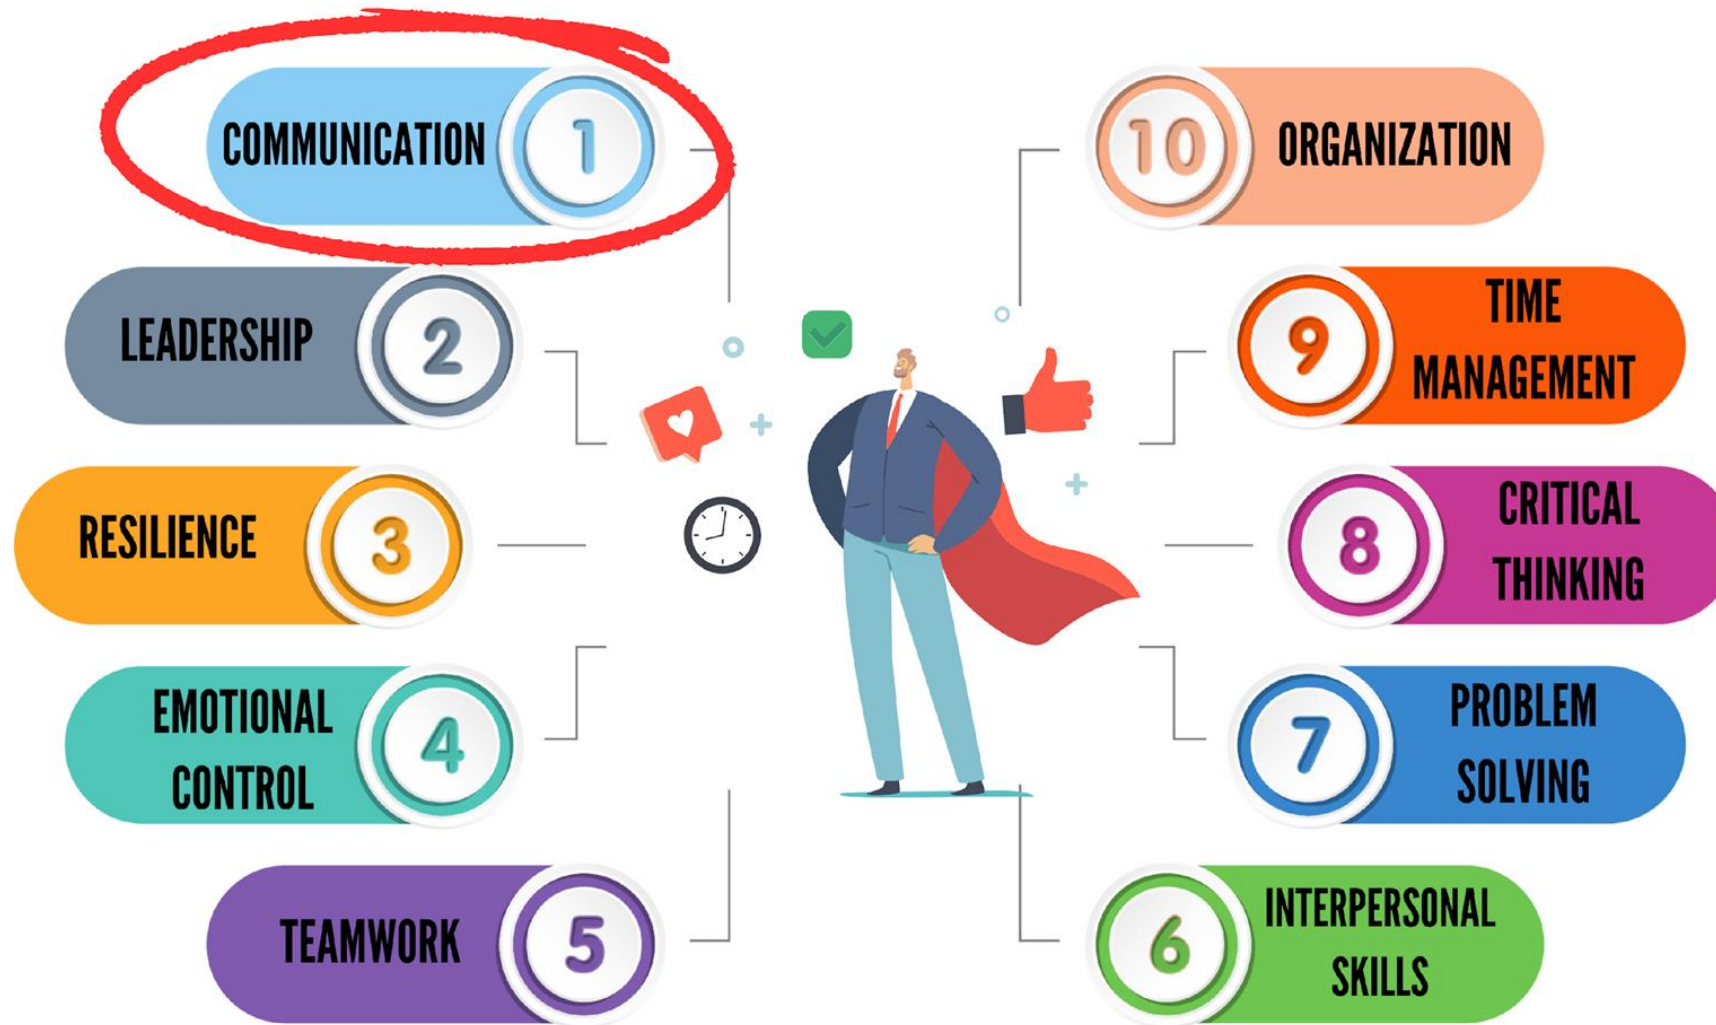 COMMUNICATION
1
LEADERSHIP
2
RESILIENCE
3
EMOTIONAL
CONTROL
4
TEAMWORK
5
6
INTERPERSONAL
SKILLS
7
PROBLEM
SOLVING
8
CRITICAL
THINKING
9
TIME
MANAGEMENT
10
ORGANIZATION